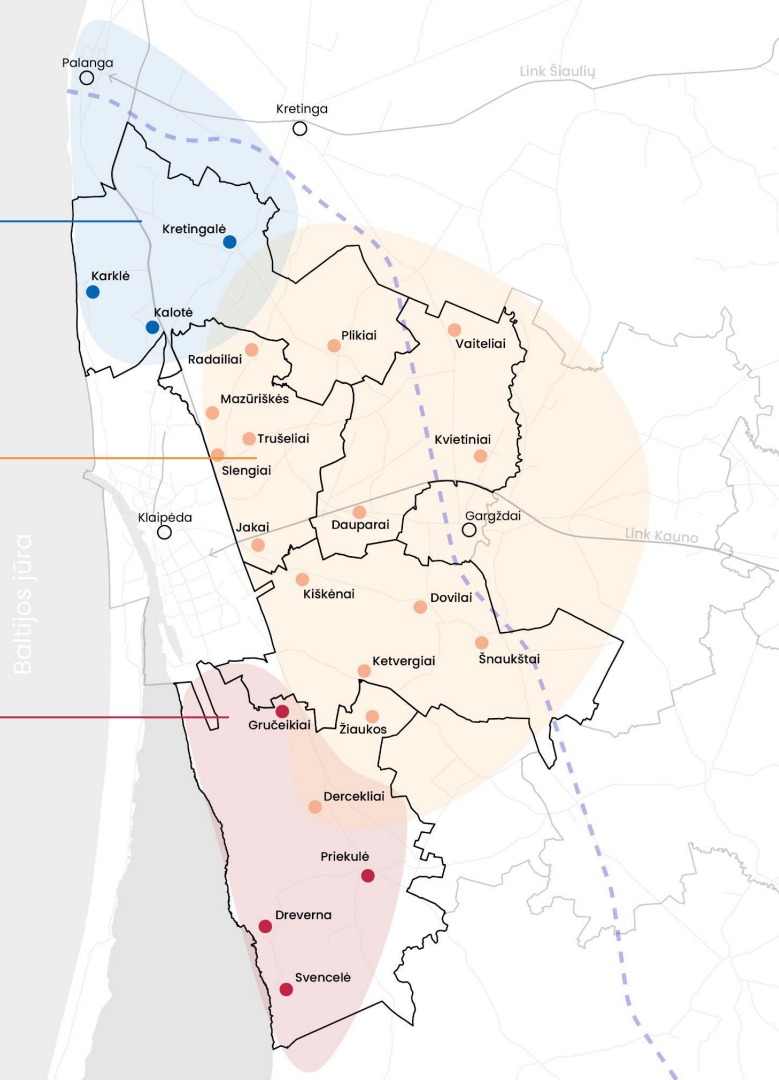 Palanga
Link Šiaulių
Kretinga
Kretingalė
Karklė
Kalotė
Plikiai
Vaiteliai
Radailiai
Mazūriškės
Trušeliai
Kvietiniai
Slengiai
Klaipėda
Jakai
Dauparai
Gargždai
Link Kauno
Baltijos jūra
Kiškėnai
Dovilai
Ketvergiai
Šnaukštai
Gručeikiai
Žiaukos
Dercekliai
Priekulė
Dreverna
Svencelė